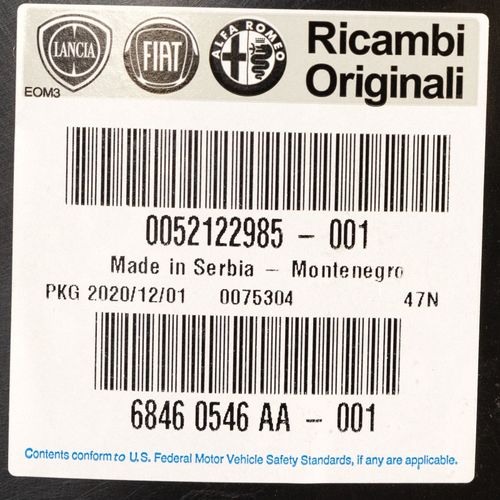 LANCIA FIAT ALFA ROMEO Ricambi
EOM3 Originali
0052122985 - 001
Made in Serbia - Montenegro
PKG 2020/12/01 0075304 47N
6846 0546 AA - 001
Contents conform to U.S. Federal Motor Vehicle Safety Standards, if any are applicable.